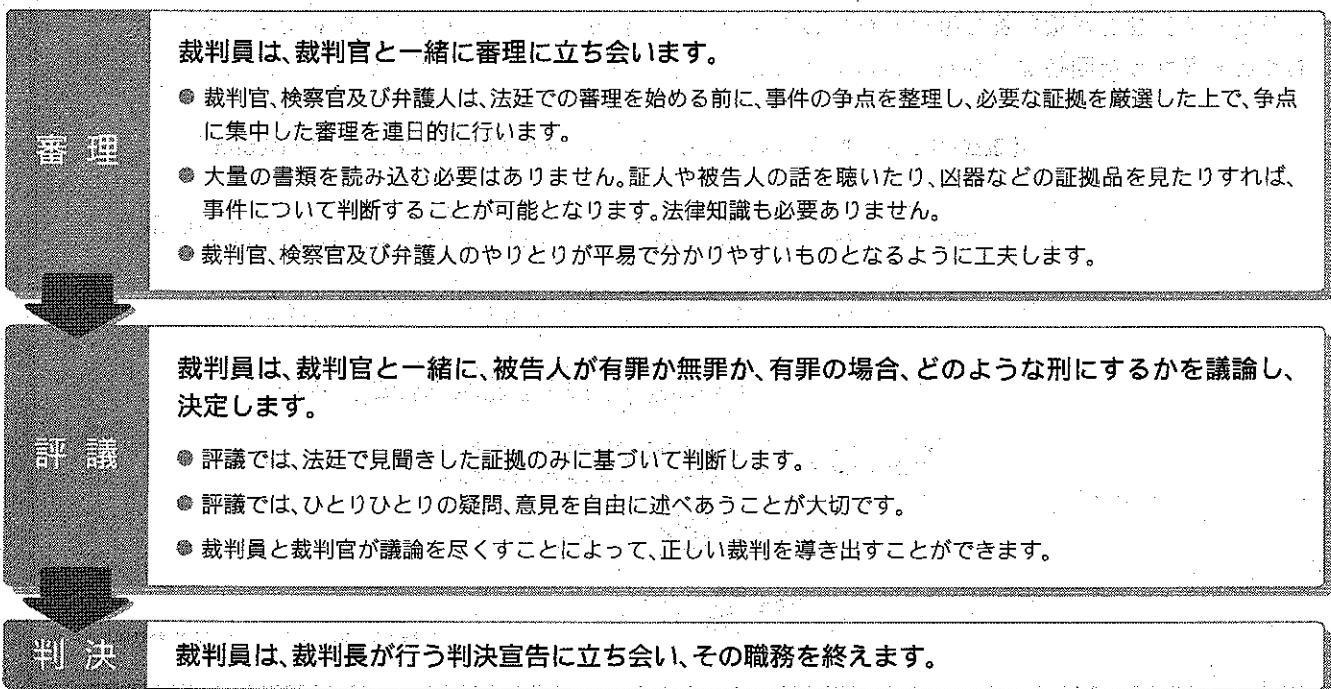 審理
裁判員は、裁判官と一緒に審理に立ち会います。
● 裁判官、検察官及び弁護人は、法廷での審理を始める前に、事件の争点を整理し、必要な証拠を厳選した上で、争点
に集中した審理を連日的に行います。
● 大量の書類を読み込む必要はありません。証人や被告人の話を聴いたり、凶器などの証拠品を見たりすれば、
事件について判断することが可能となります。法律知識も必要ありません。
● 裁判官、検察官及び弁護人のやりとりが平易で分かりやすいものとなるように工夫します。
評議
裁判員は、裁判官と一緒に、被告人が有罪か無罪か、有罪の場合、どのような刑にするかを議論し、
決定します。
● 評議では、法廷で見聞きした証拠のみに基づいて判断します。
● 評議では、ひとりひとりの疑問、意見を自由に述べあうことが大切です。
● 裁判員と裁判官が議論を尽くすことによって、正しい裁判を導き出すことができます。
判決
裁判員は、裁判長が行う判決宣告に立ち会い、その職務を終えます。